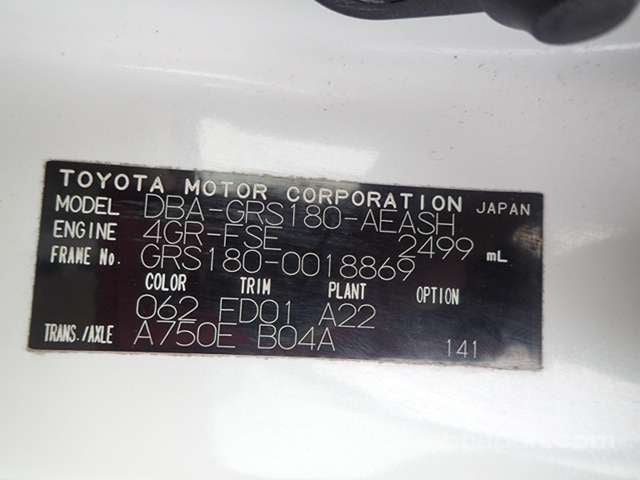 TOYOTA MOTOR CORPORATION JAPAN
MODEL DBA-GRS180-AEASH
ENGINE 4GR-FSE 2499 mL
FRAME No. GRS180-0018869
COLOR TRIM PLANT OPTION
062 FD01 A22
TRANS./AXLE A750E B04A 141